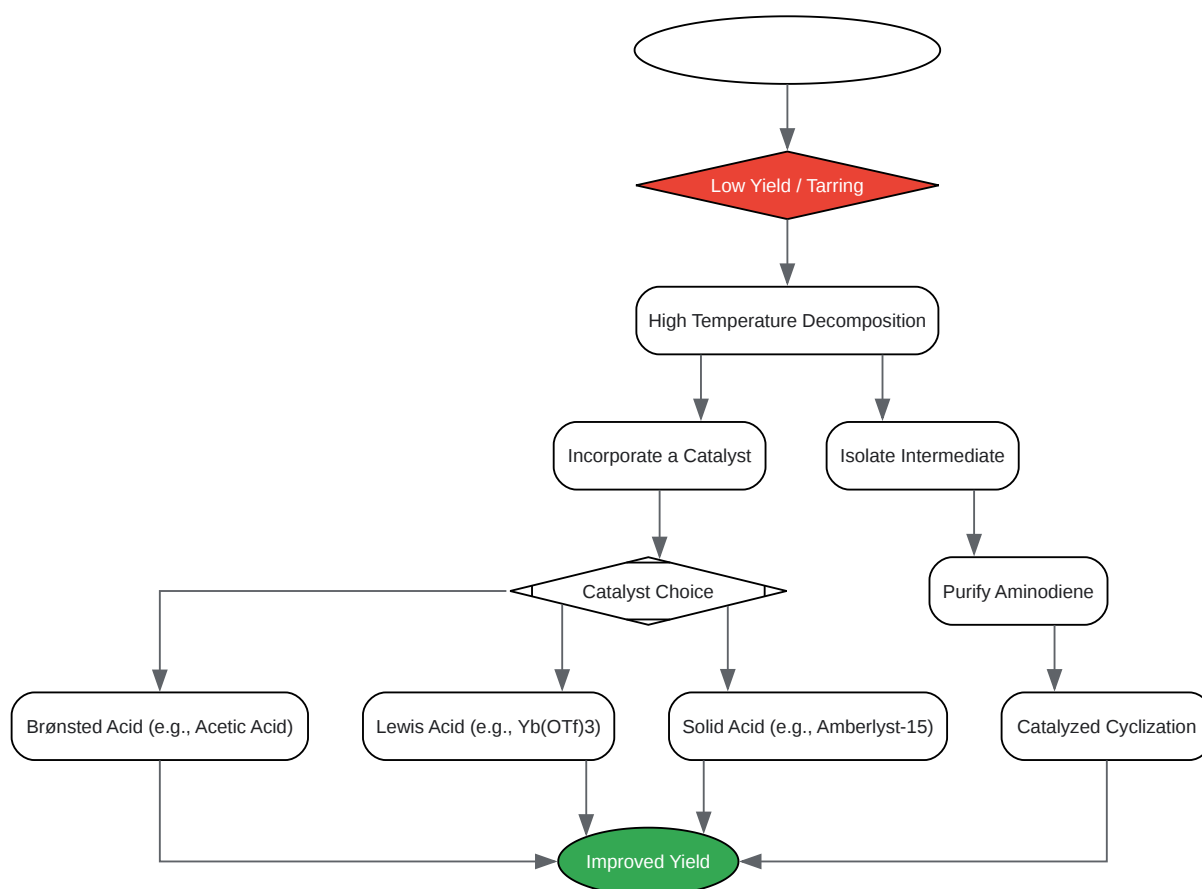 Low Yield / Tarring
High Temperature Decomposition
Incorporate a Catalyst
Isolate Intermediate
Catalyst Choice
Purify Aminodiene
Brønsted Acid (e.g., Acetic Acid)
Lewis Acid (e.g., Yb(OTf)3)
Solid Acid (e.g., Amberlyst-15)
Catalyzed Cyclization
Improved Yield